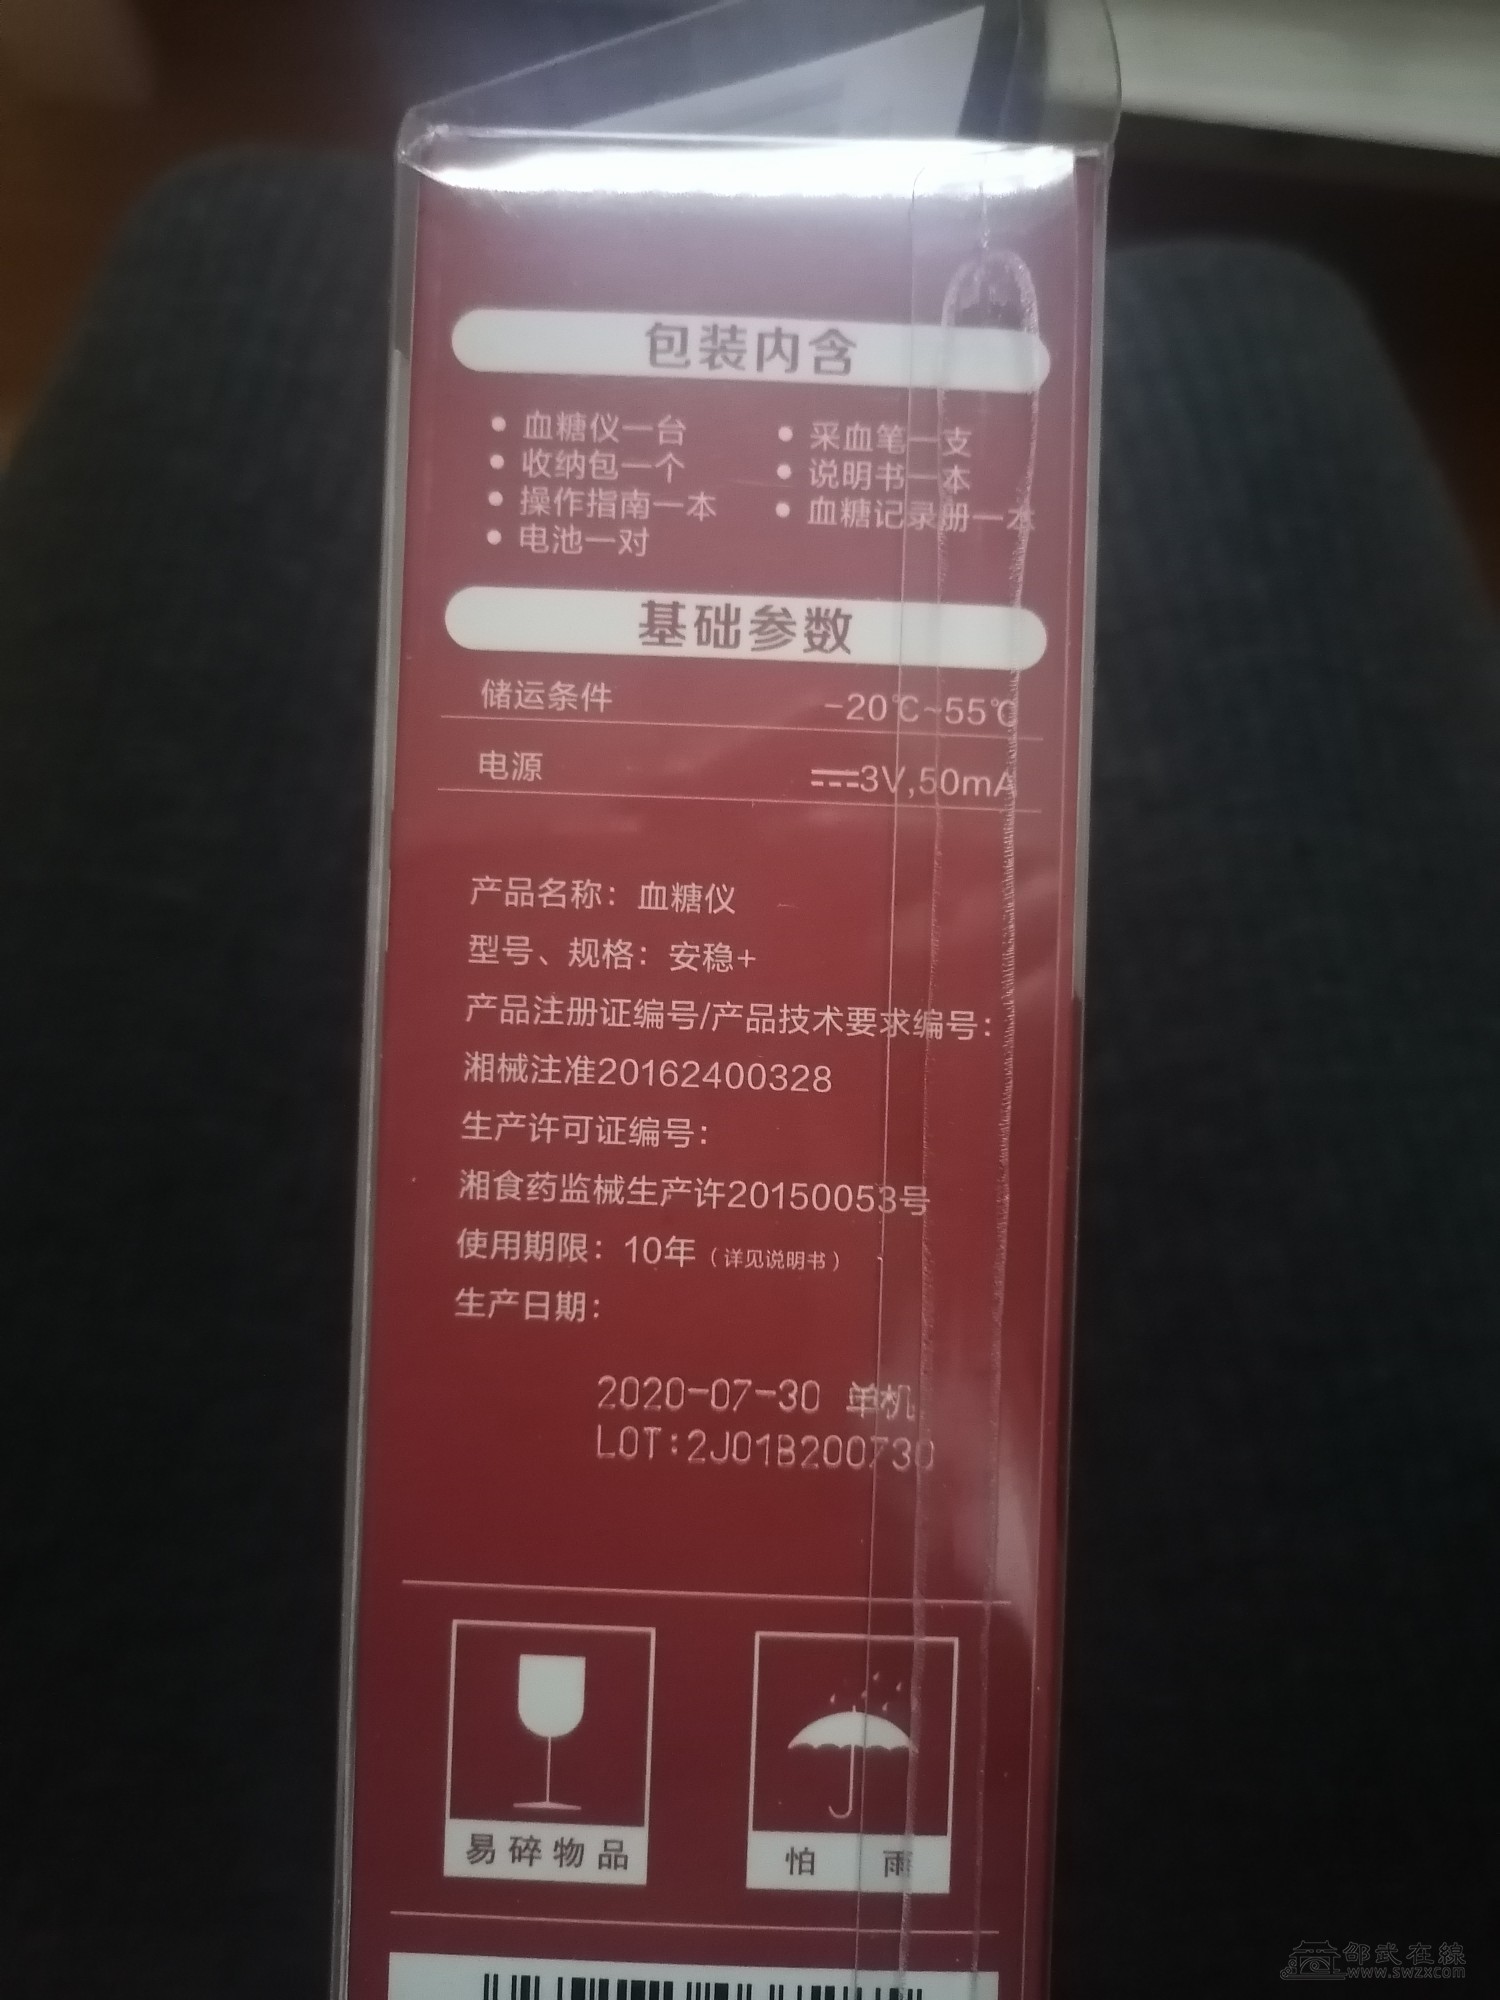 包装内含
● 血糖仪一台
● 采血笔一支
● 收纳包一个
● 说明书一本
● 操作指南一本
● 血糖记录册一本
● 电池一对
基础参数
储运条件 -20℃~55℃
电源 ⎓3V,50mA
产品名称：血糖仪
型号、规格：安稳+
产品注册证编号/产品技术要求编号：
湘械注准20162400328
生产许可证编号：
湘食药监械生产许20150053号
使用期限：10年（详见说明书）
生产日期：
2020-07-30 单机
LOT:2J01B200730
易碎物品
怕雨
邵武在線
www.swzx.com